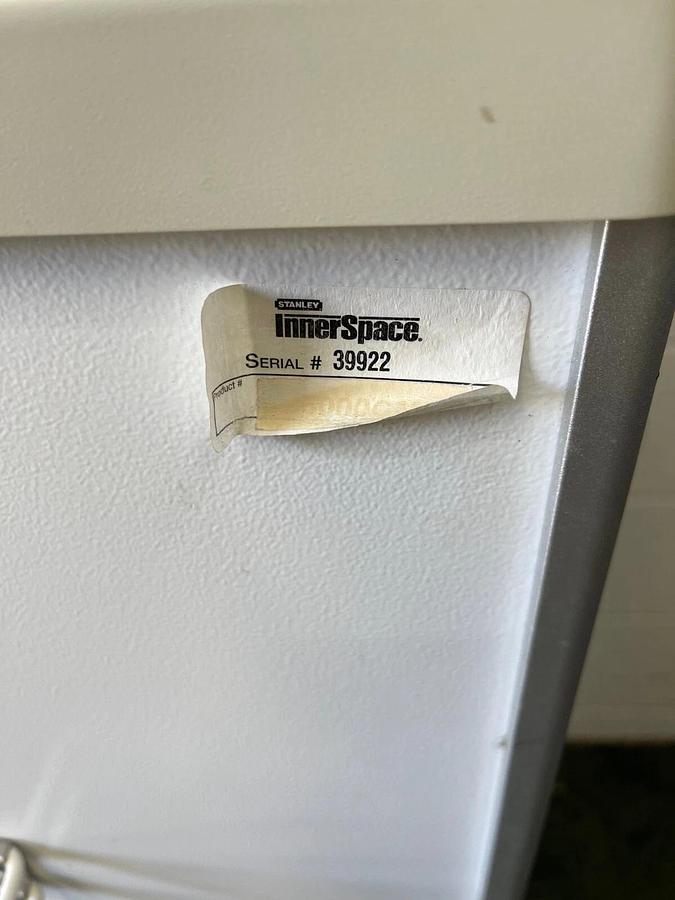 STANLEY
InnerSpace.
SERIAL # 39922
Product #